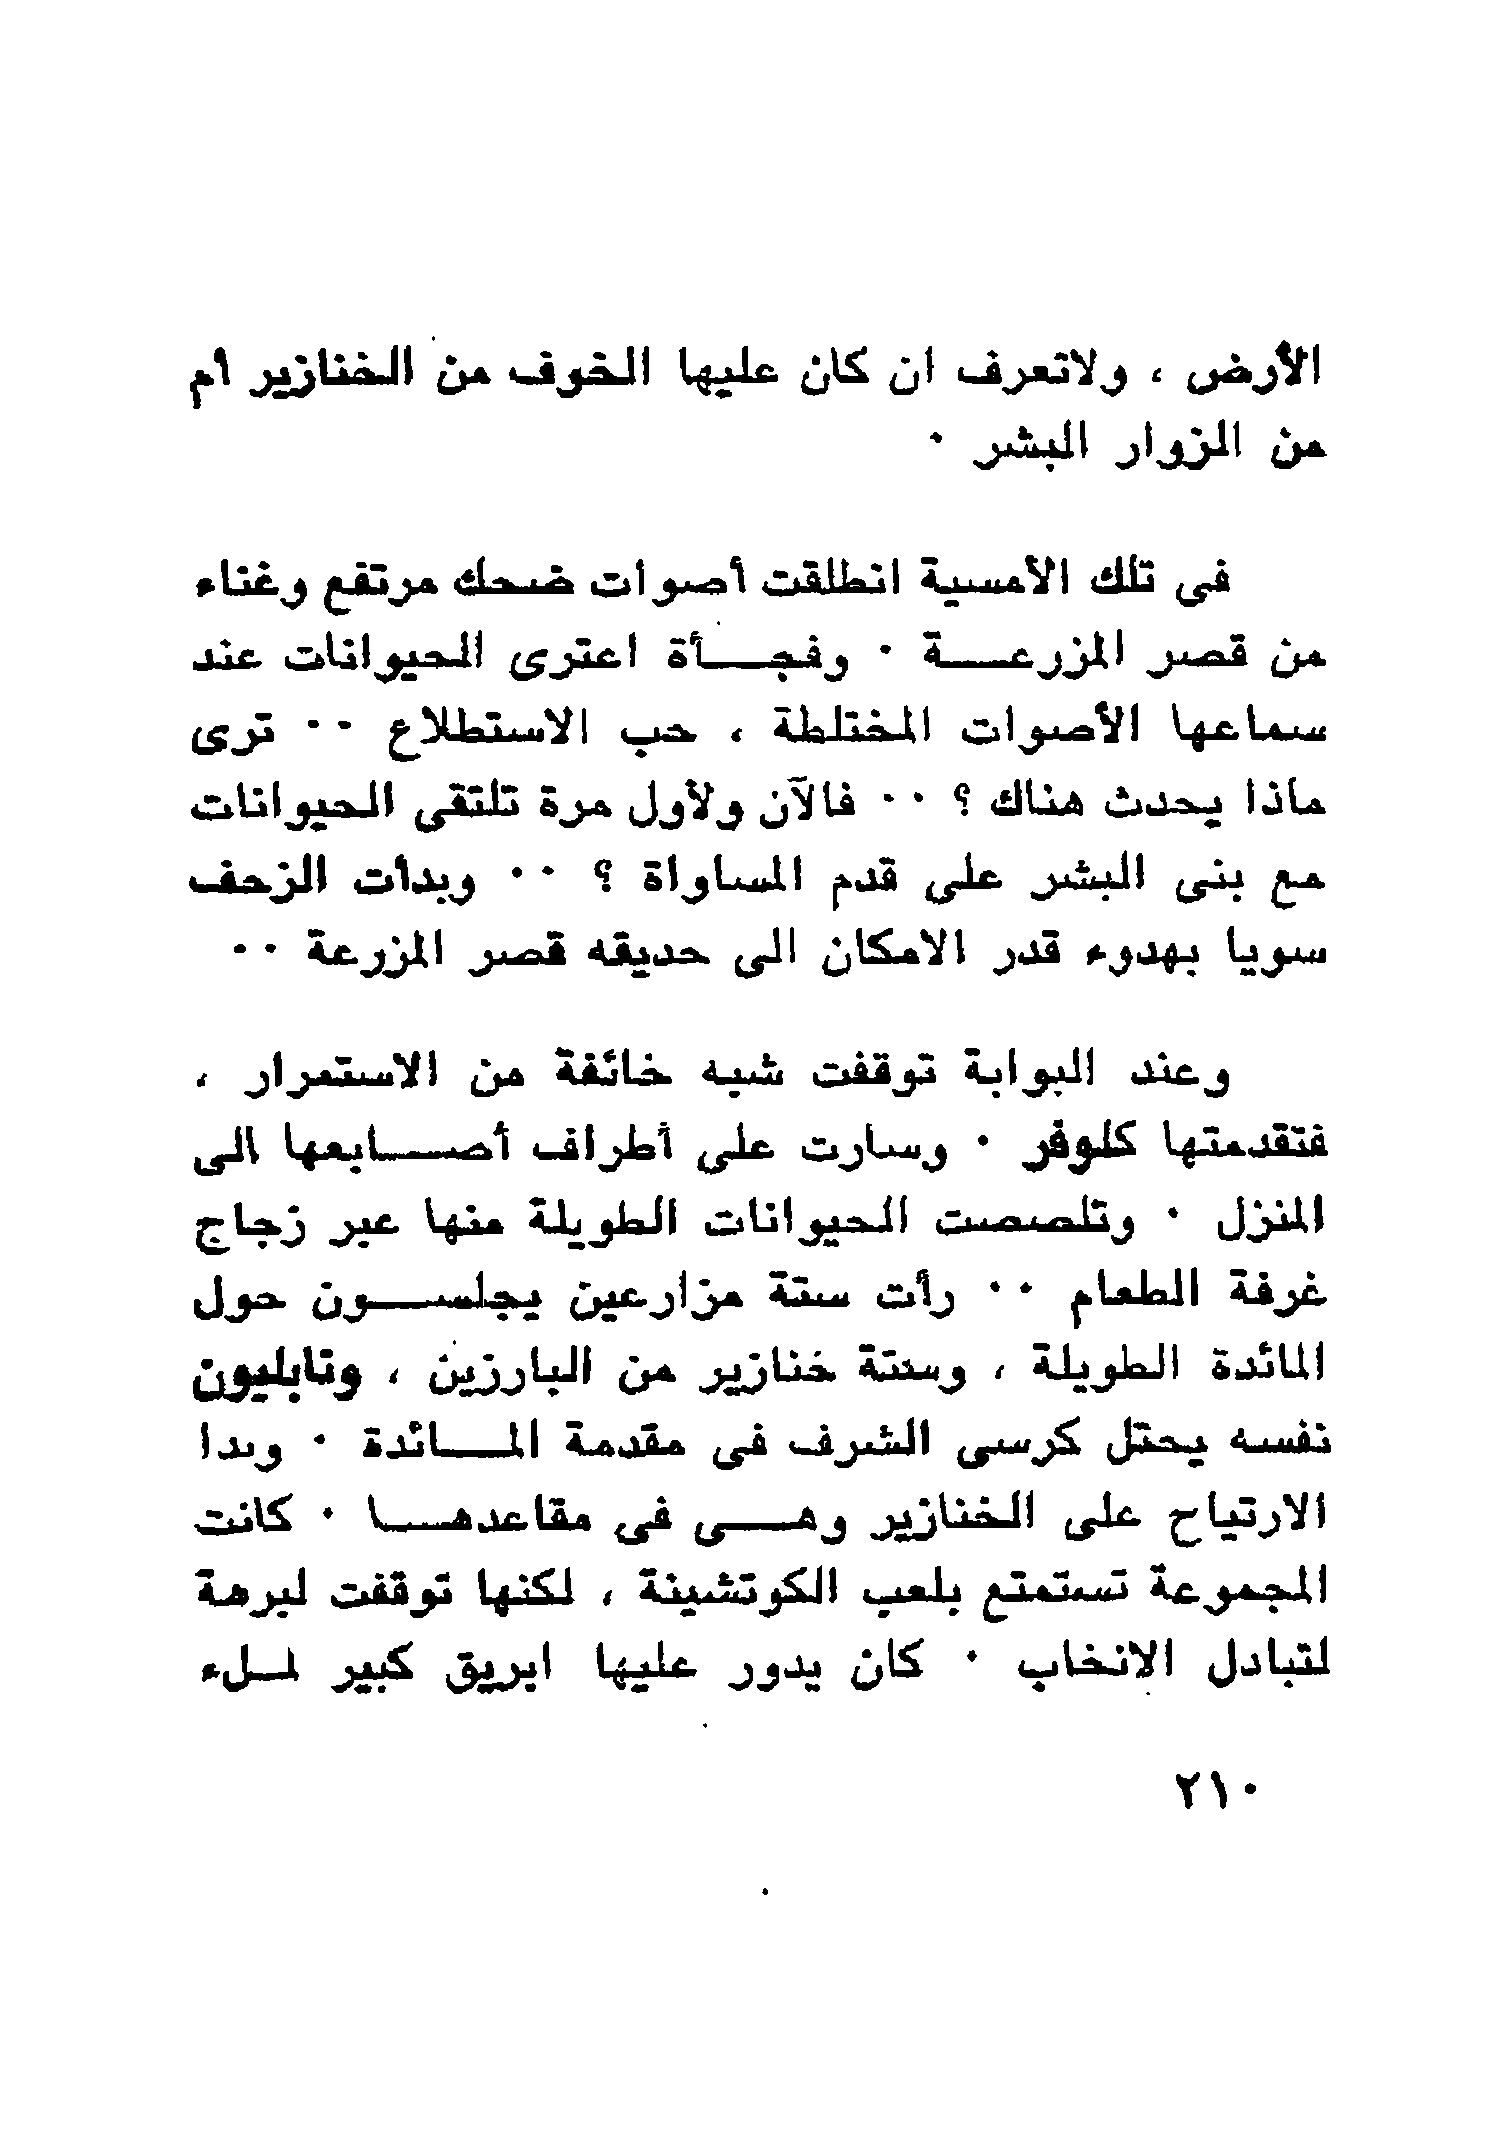 الأرض ، ولاتعرف ان كان عليها الخوف من الخنازير أم
من الزوار البشر ٠
فى تلك الأمسية انطلقت أصوات ضحك مرتفع وغناء
من قصر المزرعة ٠ وفجأة اعترى الحيوانات عند
سماعها الأصوات المختلطة ، حب الاستطلاع ٠٠ ترى
ماذا يحدث هناك ؟ ٠٠ فالآن ولأول مرة تلتقى الحيوانات
مع بنى البشر على قدم المساواة ؟ ٠٠ وبدأت الزحف
سويا بهدوء قدر الامكان الى حديقه قصر المزرعة ٠٠
وعند البوابة توقفت شبه خائفة من الاستمرار ،
فتقدمتها كلوفر ٠ وسارت على أطراف أصابعها الى
المنزل ٠ وتلصصت الحيوانات الطويلة منها عبر زجاج
غرفة الطعام ٠٠ رأت ستة مزارعين يجلسون حول
المائدة الطويلة ، وستة خنازير من البارزين ، ونابليون
نفسه يحتل كرسى الشرف فى مقدمة المائدة ٠ وبدا
الارتياح على الخنازير وهى فى مقاعدها ٠ كانت
المجموعة تستمتع بلعب الكوتشينة ، لكنها توقفت لبرهة
لتبادل الانخاب ٠ كان يدور عليها ابريق كبير لملء
٢١٠